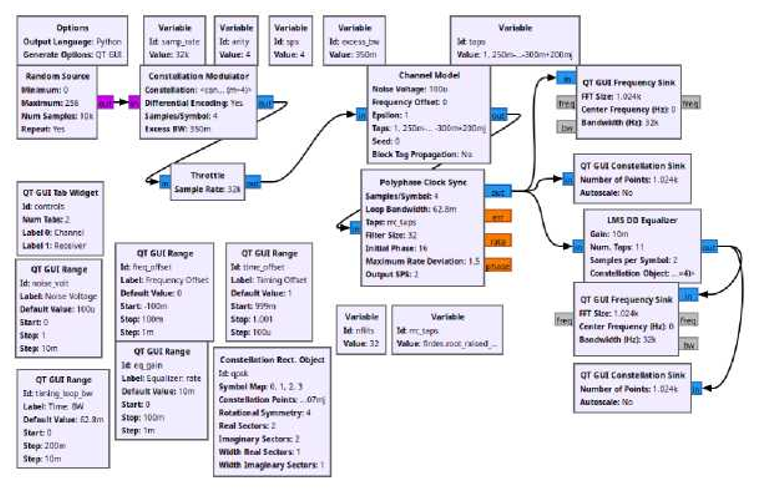 Options
Output Language: Python
Generate Options: QT GUI
Variable
Id: samp_rate
Value: 32k
Variable
Id: arity
Value: 4
Variable
Id: sps
Value: 4
Variable
Id: excess_bw
Value: 350m
Variable
Id: taps
Value: 1, 250m-...-300m+200mj
Random Source
Minimum: 0
Maximum: 256
Num Samples: 10k
Repeat: Yes
out
in
Constellation Modulator
Constellation: <con... (m=4)>
Differential Encoding: Yes
Samples/Symbol: 4
Excess BW: 350m
out
in
Throttle
Sample Rate: 32k
out
in
Channel Model
Noise Voltage: 100u
Frequency Offset: 0
Epsilon: 1
Taps: 1, 250m-... -300m+200mj
Seed: 0
Block Tag Propagation: No
out
in
freq
bw
QT GUI Frequency Sink
FFT Size: 1.024k
Center Frequency (Hz): 0
Bandwidth (Hz): 32k
freq
in
Polyphase Clock Sync
Samples/Symbol: 4
Loop Bandwidth: 62.8m
Taps: rrc_taps
Filter Size: 32
Initial Phase: 16
Maximum Rate Deviation: 1.5
Output SPS: 2
out
err
rate
phase
in
QT GUI Constellation Sink
Number of Points: 1.024k
Autoscale: No
in
LMS DD Equalizer
Gain: 10m
Num. Taps: 11
Samples per Symbol: 2
Constellation Object: ...=4)>
out
QT GUI Tab Widget
Id: controls
Num Tabs: 2
Label 0: Channel
Label 1: Receiver
QT GUI Range
Id: noise_volt
Label: Noise Voltage
Default Value: 100u
Start: 0
Stop: 1
Step: 10m
QT GUI Range
Id: freq_offset
Label: Frequency Offset
Default Value: 0
Start: -100m
Stop: 100m
Step: 1m
QT GUI Range
Id: time_offset
Label: Timing Offset
Default Value: 1
Start: 999m
Stop: 1.001
Step: 100u
Variable
Id: nfilts
Value: 32
Variable
Id: rrc_taps
Value: firdes.root_raised_...
QT GUI Frequency Sink
FFT Size: 1.024k
Center Frequency (Hz): 0
Bandwidth (Hz): 32k
in
freq
freq
bw
QT GUI Range
Id: timing_loop_bw
Label: Time: BW
Default Value: 62.8m
Start: 0
Stop: 200m
Step: 10m
QT GUI Range
Id: eq_gain
Label: Equalizer: rate
Default Value: 10m
Start: 0
Stop: 100m
Step: 1m
Constellation Rect. Object
Id: qpsk
Symbol Map: 0, 1, 2, 3
Constellation Points: ...07mj
Rotational Symmetry: 4
Real Sectors: 2
Imaginary Sectors: 2
Width Real Sectors: 1
Width Imaginary Sectors: 1
QT GUI Constellation Sink
Number of Points: 1.024k
Autoscale: No
in